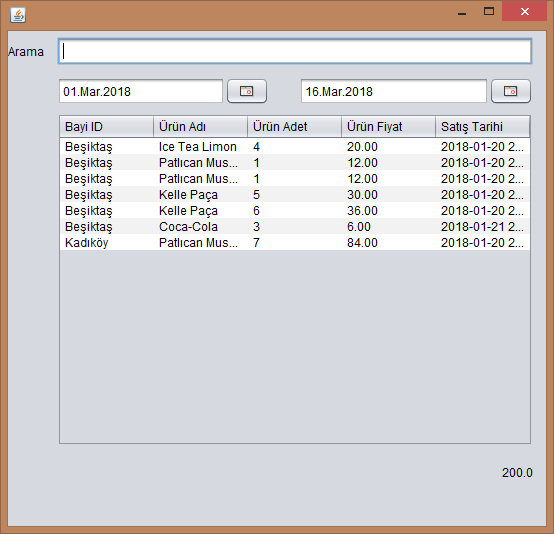 Arama
01.Mar.2018 16.Mar.2018
Bayi ID Ürün Adı Ürün Adet Ürün Fiyat Satış Tarihi
Beşiktaş Ice Tea Limon 4 20.00 2018-01-20 2...
Beşiktaş Patlıcan Mus... 1 12.00 2018-01-20 2...
Beşiktaş Patlıcan Mus... 1 12.00 2018-01-20 2...
Beşiktaş Kelle Paça 5 30.00 2018-01-20 2...
Beşiktaş Kelle Paça 6 36.00 2018-01-20 2...
Beşiktaş Coca-Cola 3 6.00 2018-01-21 2...
Kadıköy Patlıcan Mus... 7 84.00 2018-01-20 2...
200.0